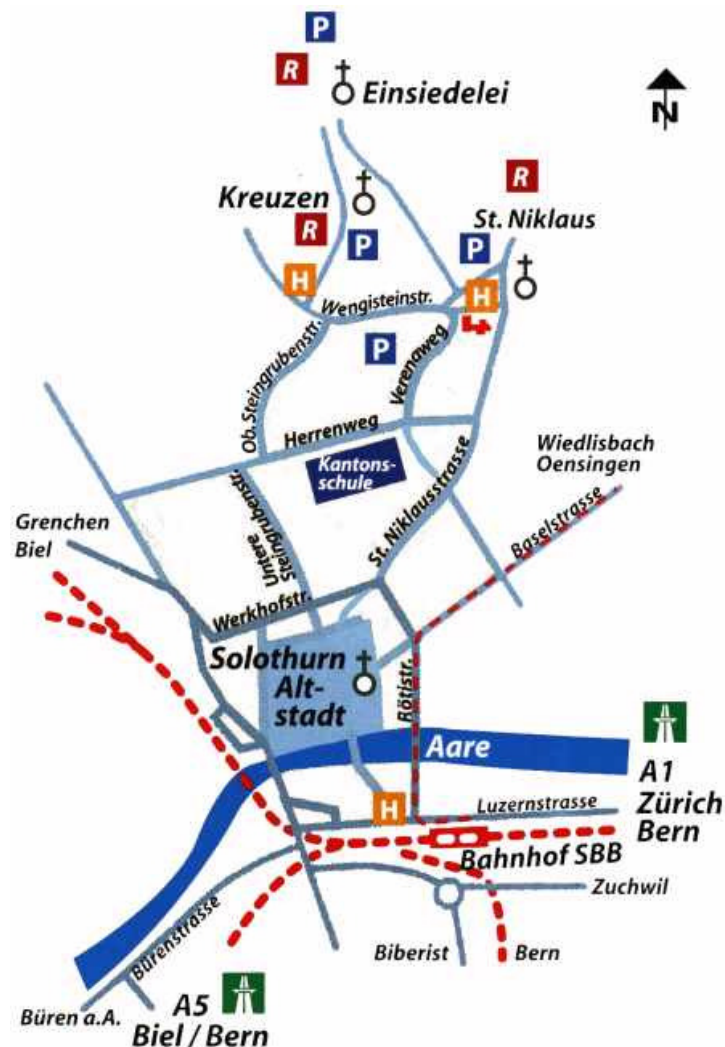 P
R
Einsiedelei
N
R
Kreuzen
St. Niklaus
R
P
P
H
H
Wengisteinstr.
Ob. Steingrubenstr.
P
Verenaweg
Herrenweg
Kantons-
schule
Wiedlisbach
Oensingen
Untere
Steingrubenstr.
St. Niklausstrasse
Baselstrasse
Grenchen
Biel
Werkhofstr.
Solothurn
Alt-
stadt
Rötistr.
Aare
A1
Zürich
Bern
H
Luzernstrasse
Bahnhof SBB
Zuchwil
Bürenstrasse
Biberist
Bern
Büren a.A.
A5
Biel / Bern